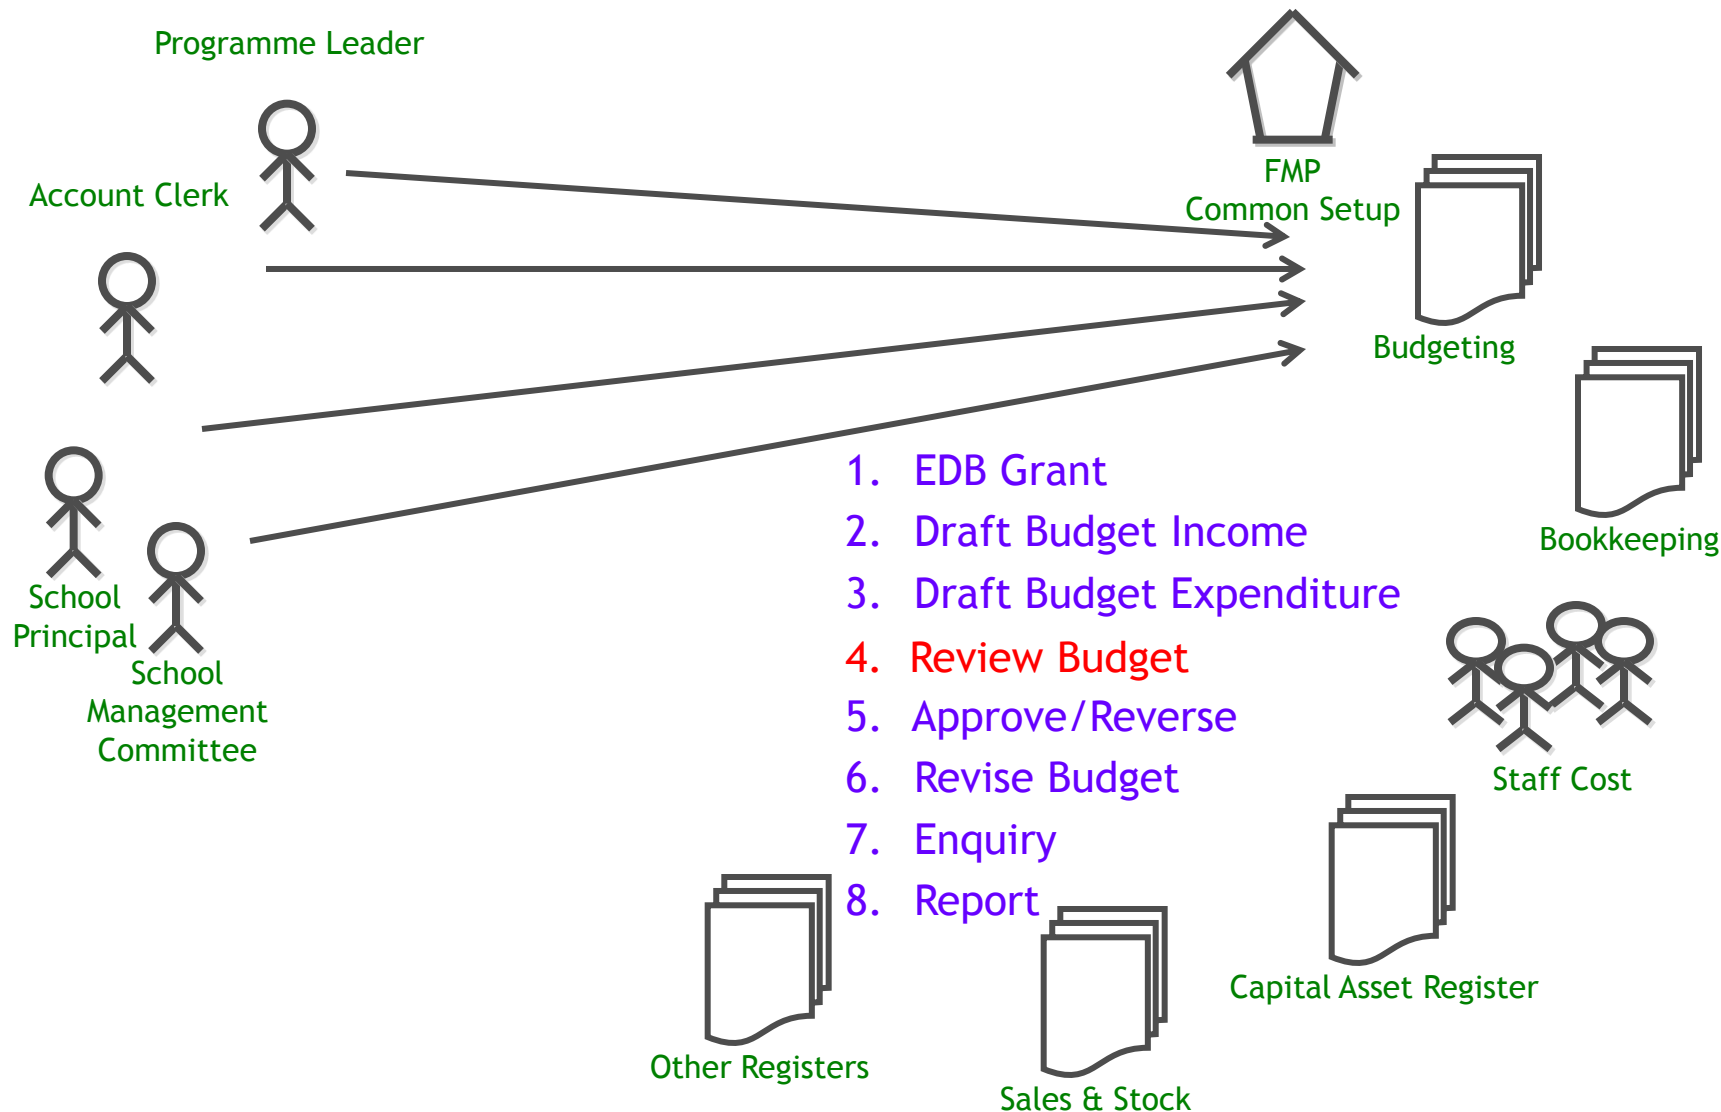 Programme Leader
Account Clerk
School
Principal
School
Management
Committee
FMP
Common Setup
Budgeting
Bookkeeping
1. EDB Grant
2. Draft Budget Income
3. Draft Budget Expenditure
4. Review Budget
5. Approve/Reverse
6. Revise Budget
7. Enquiry
8. Report
Staff Cost
Capital Asset Register
Other Registers
Sales & Stock